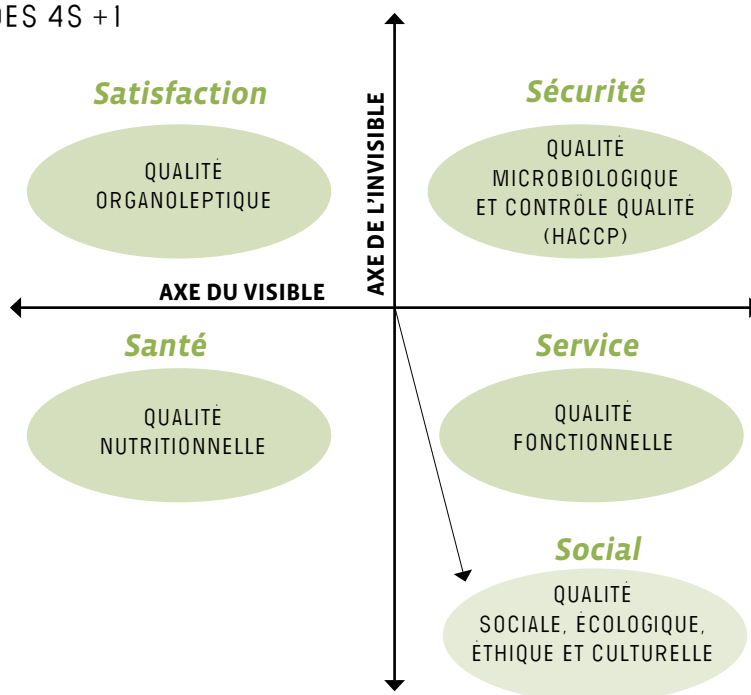 DES 4S +1
Satisfaction
QUALITÉ
ORGANOLEPTIQUE
AXE DE L'INVISIBLE
Sécurité
QUALITÉ
MICROBIOLOGIQUE
ET CONTRÔLE QUALITÉ
(HACCP)
AXE DU VISIBLE
Santé
QUALITÉ
NUTRITIONNELLE
Service
QUALITÉ
FONCTIONNELLE
Social
QUALITÉ
SOCIALE, ÉCOLOGIQUE,
ÉTHIQUE ET CULTURELLE